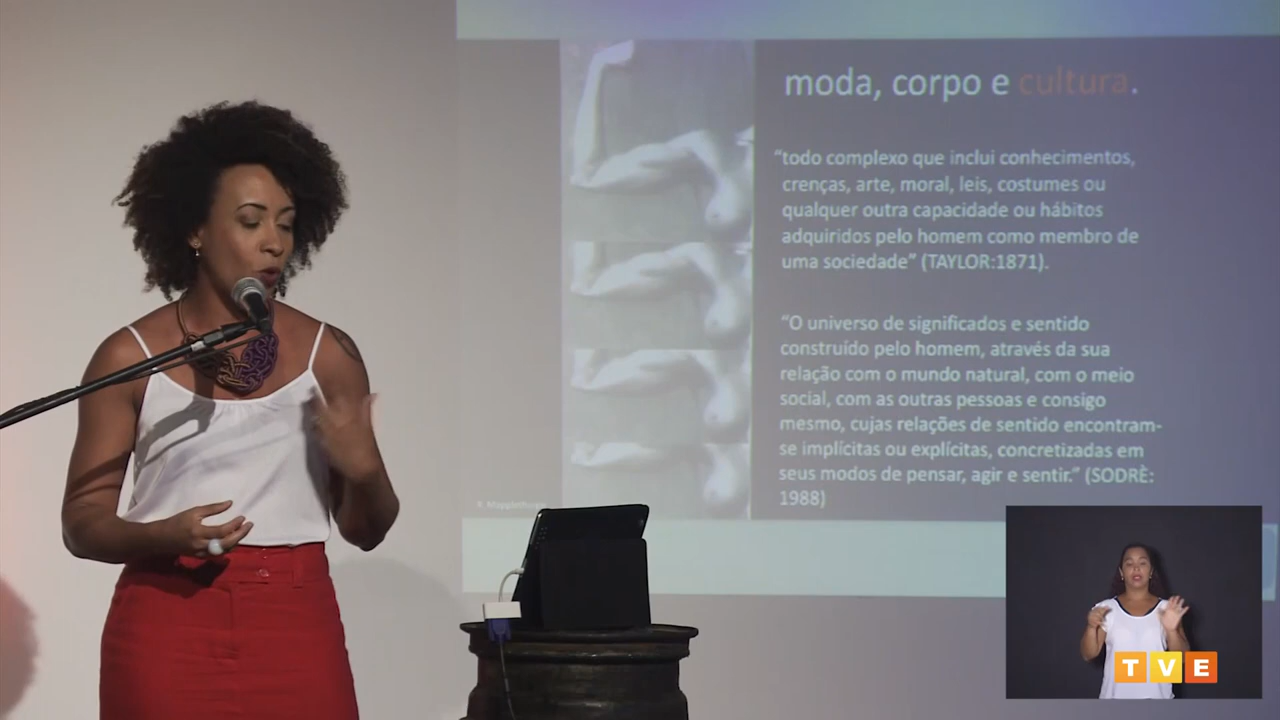 moda, corpo e cultura.
“todo complexo que inclui conhecimentos,
crenças, arte, moral, leis, costumes ou
qualquer outra capacidade ou hábitos
adquiridos pelo homem como membro de
uma sociedade” (TAYLOR:1871).
“O universo de significados e sentido
construído pelo homem, através da sua
relação com o mundo natural, com o meio
social, com as outras pessoas e consigo
mesmo, cujas relações de sentido encontram-
se implícitas ou explícitas, concretizadas em
seus modos de pensar, agir e sentir.” (SODRÈ:
1988)
TVE